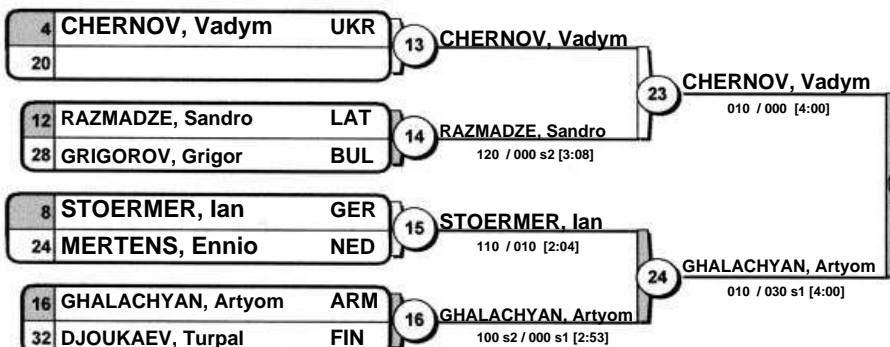 4 CHERNOV, Vadym UKR
20
13
CHERNOV, Vadym
12 RAZMADZE, Sandro LAT
28 GRIGOROV, Grigor BUL
14
RAZMADZE, Sandro
120 / 000 s2 [3:08]
23
CHERNOV, Vadym
010 / 000 [4:00]
8 STOERMER, Ian GER
24 MERTENS, Ennio NED
15
STOERMER, Ian
110 / 010 [2:04]
16 GHALACHYAN, Artyom ARM
32 DJOUKAEV, Turpal FIN
16
GHALACHYAN, Artyom
100 s2 / 000 s1 [2:53]
24
GHALACHYAN, Artyom
010 / 030 s1 [4:00]